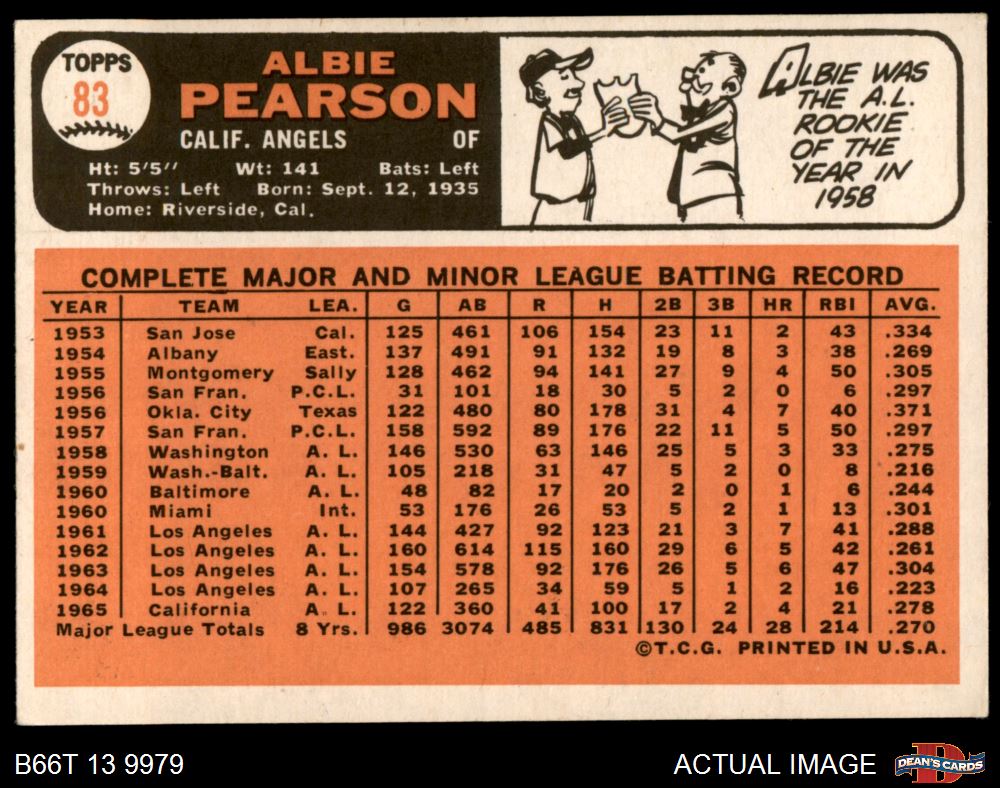 TOPPS
83
ALBIE
PEARSON
CALIF. ANGELS OF
Ht: 5'5" Wt: 141 Bats: Left
Throws: Left Born: Sept. 12, 1935
Home: Riverside, Cal.
ALBIE WAS
THE A.L.
ROOKIE
OF THE
YEAR IN
1958
COMPLETE MAJOR AND MINOR LEAGUE BATTING RECORD
YEAR TEAM LEA. G AB R H 2B 3B HR RBI AVG.
1953 San Jose Cal. 125 461 106 154 23 11 2 43 .334
1954 Albany East. 137 491 91 132 19 8 3 38 .269
1955 Montgomery Sally 128 462 94 141 27 9 4 50 .305
1956 San Fran. P.C.L. 31 101 18 30 5 2 0 6 .297
1956 Okla. City Texas 122 480 80 178 31 4 7 40 .371
1957 San Fran. P.C.L. 158 592 89 176 22 11 5 50 .297
1958 Washington A. L. 146 530 63 146 25 5 3 33 .275
1959 Wash.-Balt. A. L. 105 218 31 47 5 2 0 8 .216
1960 Baltimore A. L. 48 82 17 20 2 0 1 6 .244
1960 Miami Int. 53 176 26 53 5 2 1 13 .301
1961 Los Angeles A. L. 144 427 92 123 21 3 7 41 .288
1962 Los Angeles A. L. 160 614 115 160 29 6 5 42 .261
1963 Los Angeles A. L. 154 578 92 176 26 5 6 47 .304
1964 Los Angeles A. L. 107 265 34 59 5 1 2 16 .223
1965 California A. L. 122 360 41 100 17 2 4 21 .278
Major League Totals 8 Yrs. 986 3074 485 831 130 24 28 214 .270
©T.C.G. PRINTED IN U.S.A.
B66T 13 9979 ACTUAL IMAGE DEAN'S CARDS